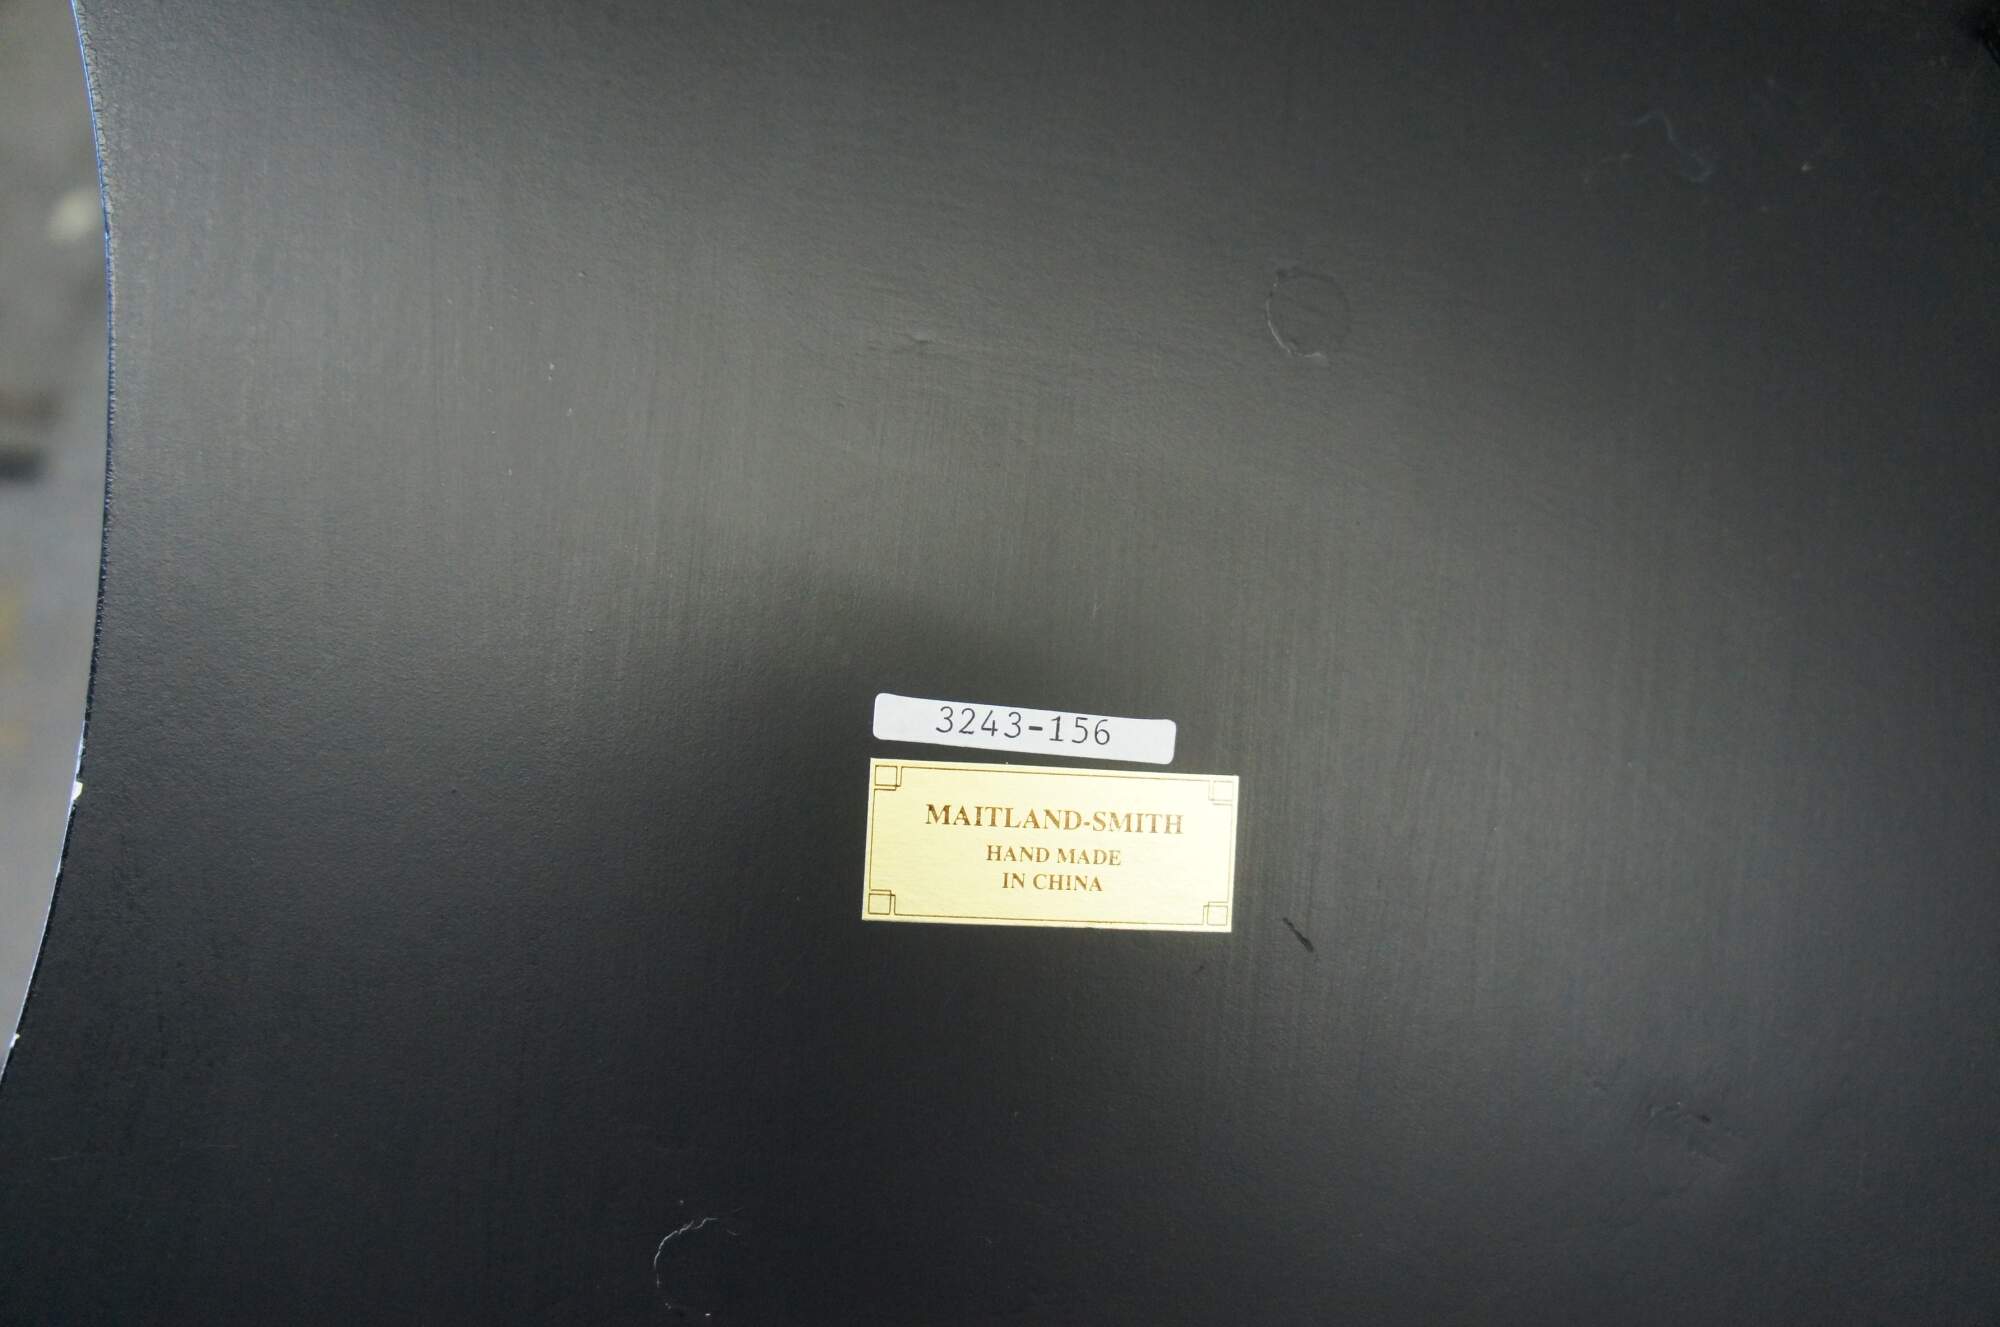 3243-156
MAITLAND-SMITH
HAND MADE
IN CHINA